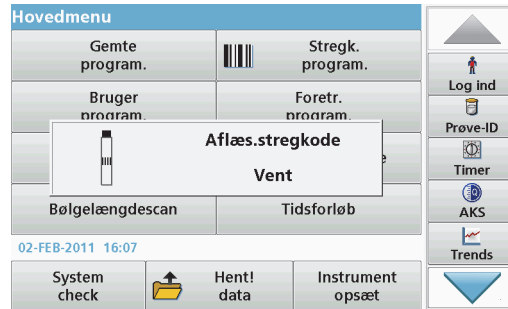 Hovedmenu
Gemte
program.
Stregk.
program.
Bruger
program.
Foretr.
program.
Aflæs.stregkode
Vent
Bølgelængdescan
Tidsforløb
02-FEB-2011 16:07
System
check
Hent!
data
Instrument
opsæt
Log ind
Prøve-ID
Timer
AKS
Trends